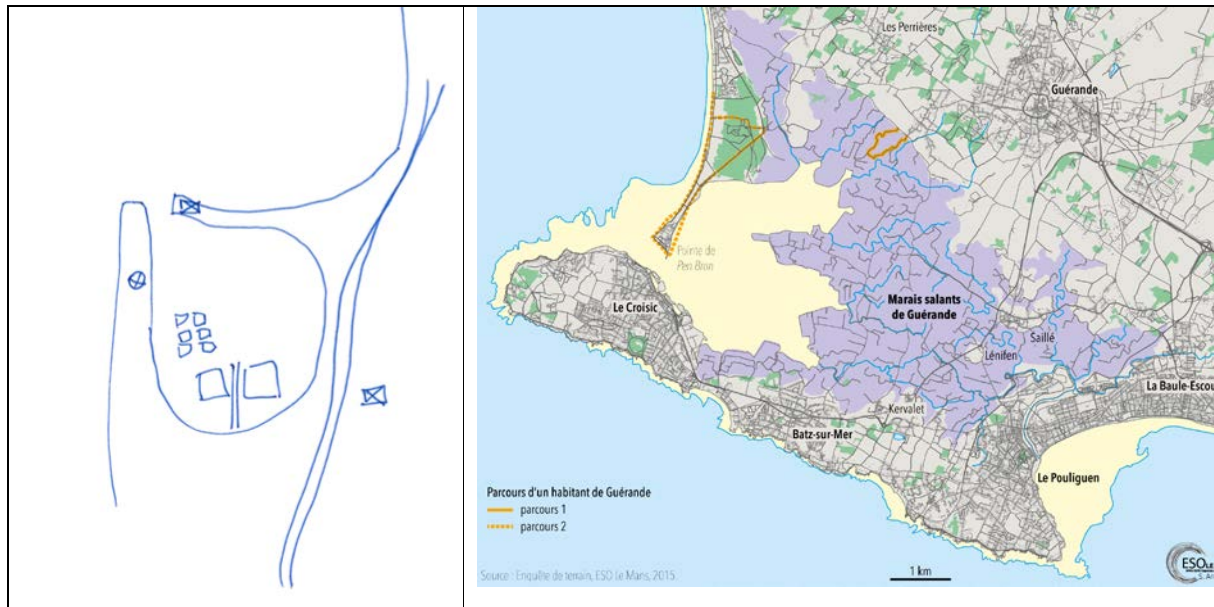 Les Perrières
Guérande
Pointe de
Pen Bron
Le Croisic
Marais salants
de Guérande
Saillé
Lénifen
La Baule-Escou
Kervalet
Batz-sur-Mer
Le Pouliguen
Parcours d'un habitant de Guérande
parcours 1
parcours 2
1 km
Source : Enquête de terrain, ESO Le Mans, 2015.